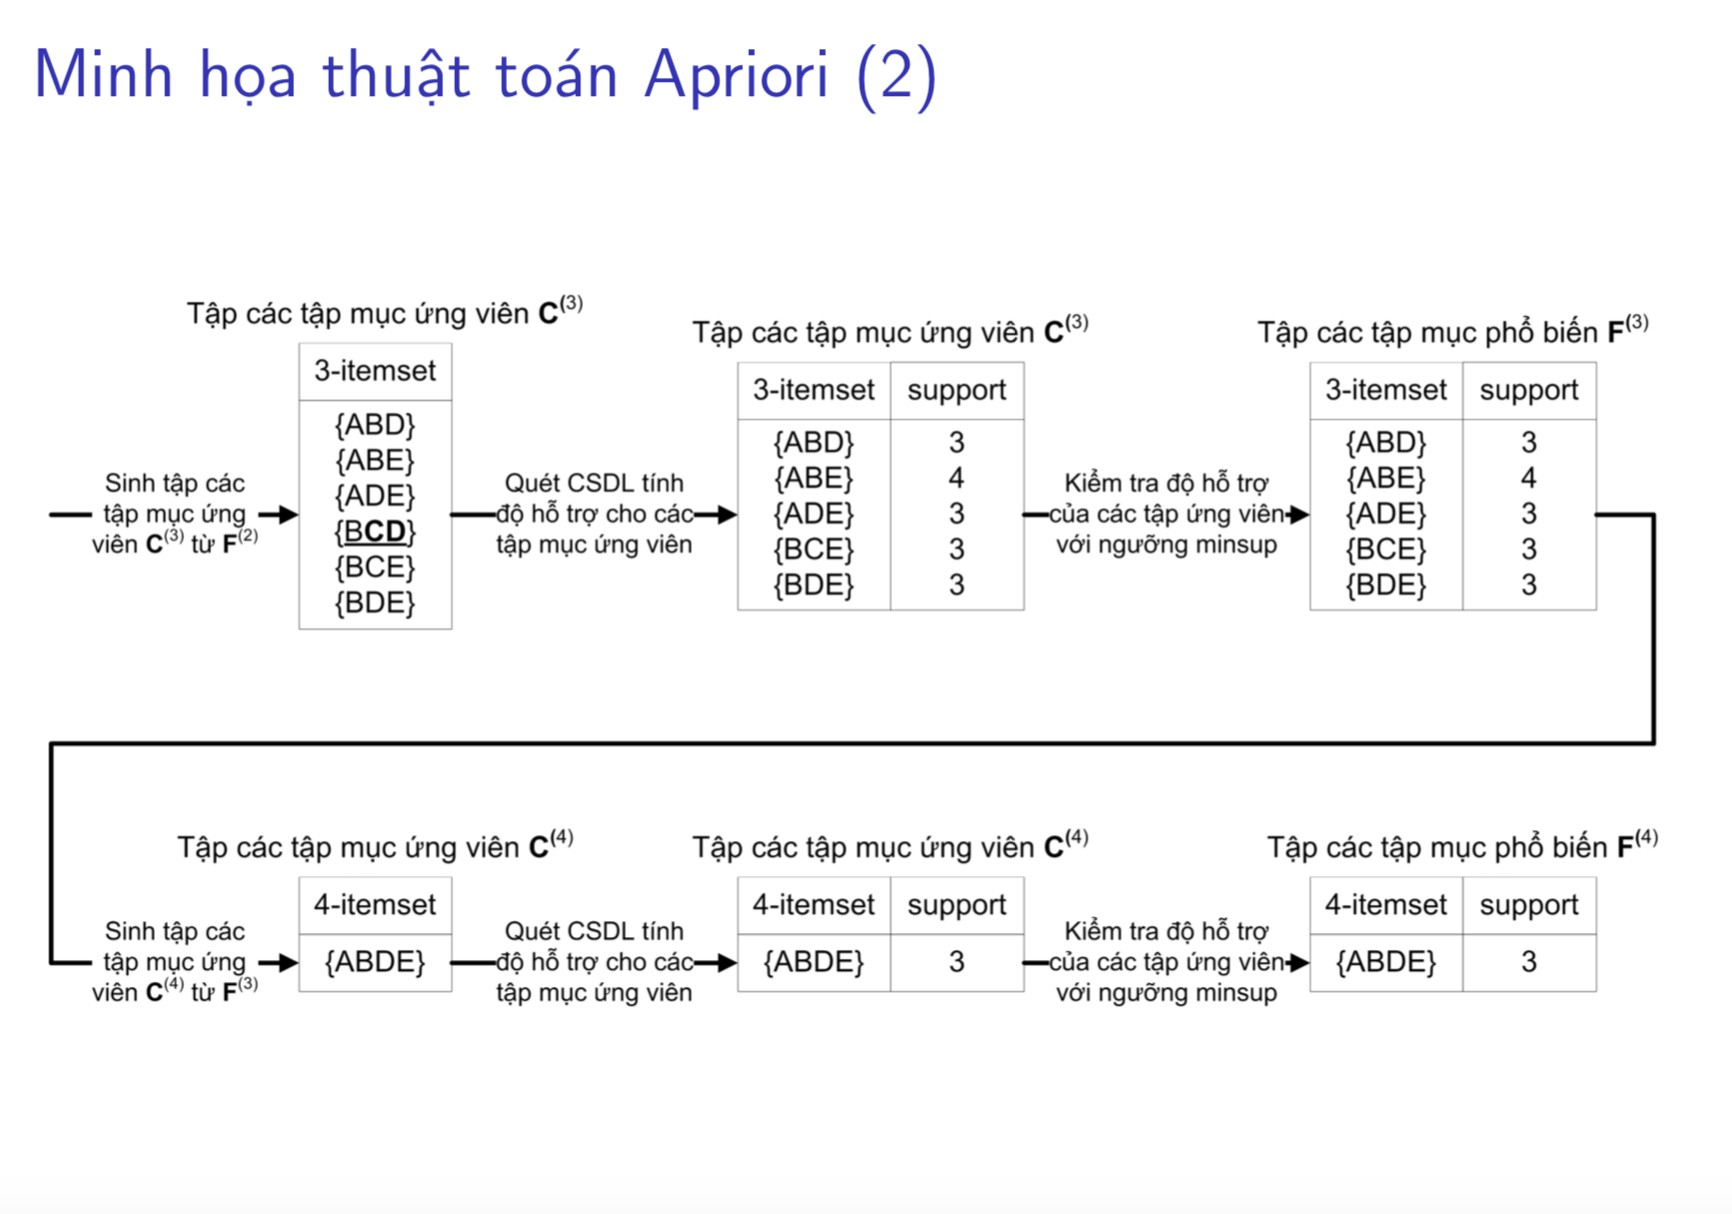 Minh họa thuật toán Apriori (2)
Tập các tập mục ứng viên C(3)
3-itemset
{ABD}
{ABE}
{ADE}
{BCD}
{BCE}
{BDE}
Sinh tập các
tập mục ứng
viên C(3) từ F(2)
Quét CSDL tính
độ hỗ trợ cho các
tập mục ứng viên
Tập các tập mục ứng viên C(3)
3-itemset support
{ABD} 3
{ABE} 4
{ADE} 3
{BCE} 3
{BDE} 3
Kiểm tra độ hỗ trợ
của các tập ứng viên
với ngưỡng minsup
Tập các tập mục phổ biến F(3)
3-itemset support
{ABD} 3
{ABE} 4
{ADE} 3
{BCE} 3
{BDE} 3
Sinh tập các
tập mục ứng
viên C(4) từ F(3)
Tập các tập mục ứng viên C(4)
4-itemset
{ABDE}
Quét CSDL tính
độ hỗ trợ cho các
tập mục ứng viên
Tập các tập mục ứng viên C(4)
4-itemset support
{ABDE} 3
Kiểm tra độ hỗ trợ
của các tập ứng viên
với ngưỡng minsup
Tập các tập mục phổ biến F(4)
4-itemset support
{ABDE} 3